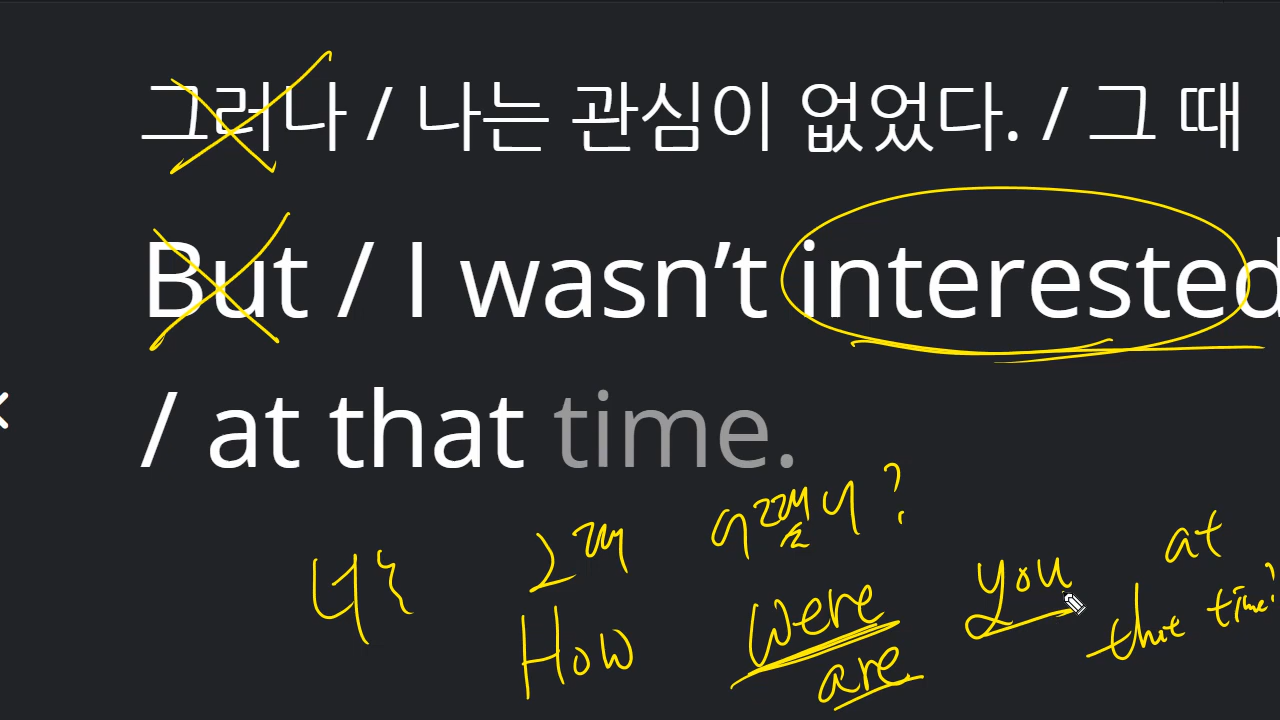 그러나 / 나는 관심이 없었다. / 그 때
But / I wasn’t interested
/ at that time.
너는 그때 어땠니?
How were you at that time?
are